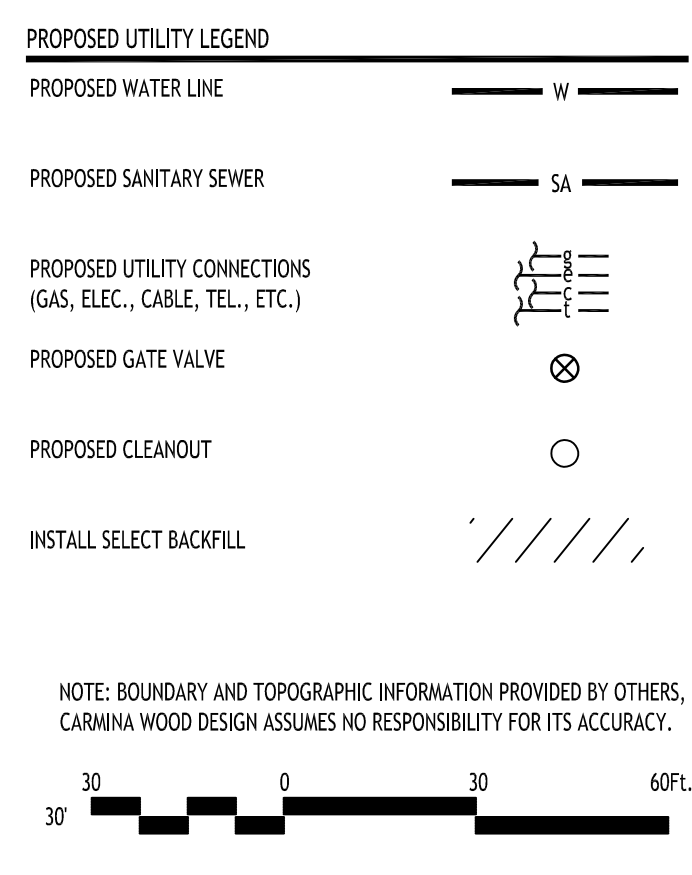 PROPOSED UTILITY LEGEND
PROPOSED WATER LINE
W
PROPOSED SANITARY SEWER
SA
PROPOSED UTILITY CONNECTIONS
(GAS, ELEC., CABLE, TEL., ETC.)
g
e
c
t
PROPOSED GATE VALVE
PROPOSED CLEANOUT
INSTALL SELECT BACKFILL
NOTE: BOUNDARY AND TOPOGRAPHIC INFORMATION PROVIDED BY OTHERS,
CARMINA WOOD DESIGN ASSUMES NO RESPONSIBILITY FOR ITS ACCURACY.
30 0 30 60Ft.
30'